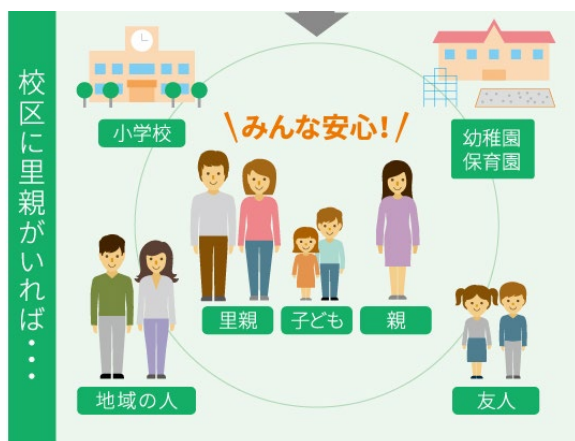 校区に里親がいれば・・・
小学校
\みんな安心!/
幼稚園
保育園
里親
子ども
親
地域の人
友人